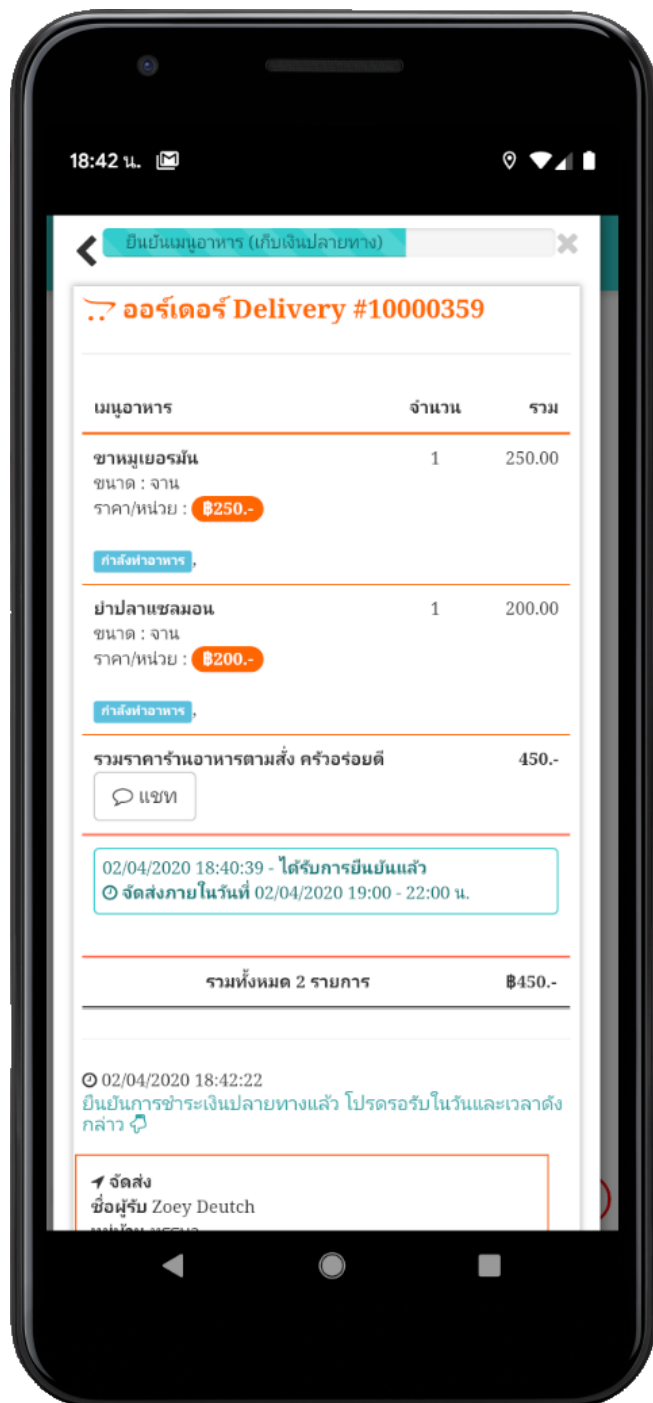 18:42 น.
ยืนยันเมนูอาหาร (เก็บเงินปลายทาง)
ออร์เดอร์ Delivery #10000359
เมนูอาหาร จำนวน รวม
ขาหมูเยอรมัน 1 250.00
ขนาด : จาน
ราคา/หน่วย : ฿250.-
กำลังทำอาหาร ,
ยำปลาแซลมอน 1 200.00
ขนาด : จาน
ราคา/หน่วย : ฿200.-
กำลังทำอาหาร ,
รวมราคาร้านอาหารตามสั่ง ครัวอร่อยดี 450.-
แชท
02/04/2020 18:40:39 - ได้รับการยืนยันแล้ว
จัดส่งภายในวันที่ 02/04/2020 19:00 - 22:00 น.
รวมทั้งหมด 2 รายการ ฿450.-
02/04/2020 18:42:22
ยืนยันการชำระเงินปลายทางแล้ว โปรดรอรับในวันและเวลาดัง
กล่าว
จัดส่ง
ชื่อผู้รับ Zoey Deutch